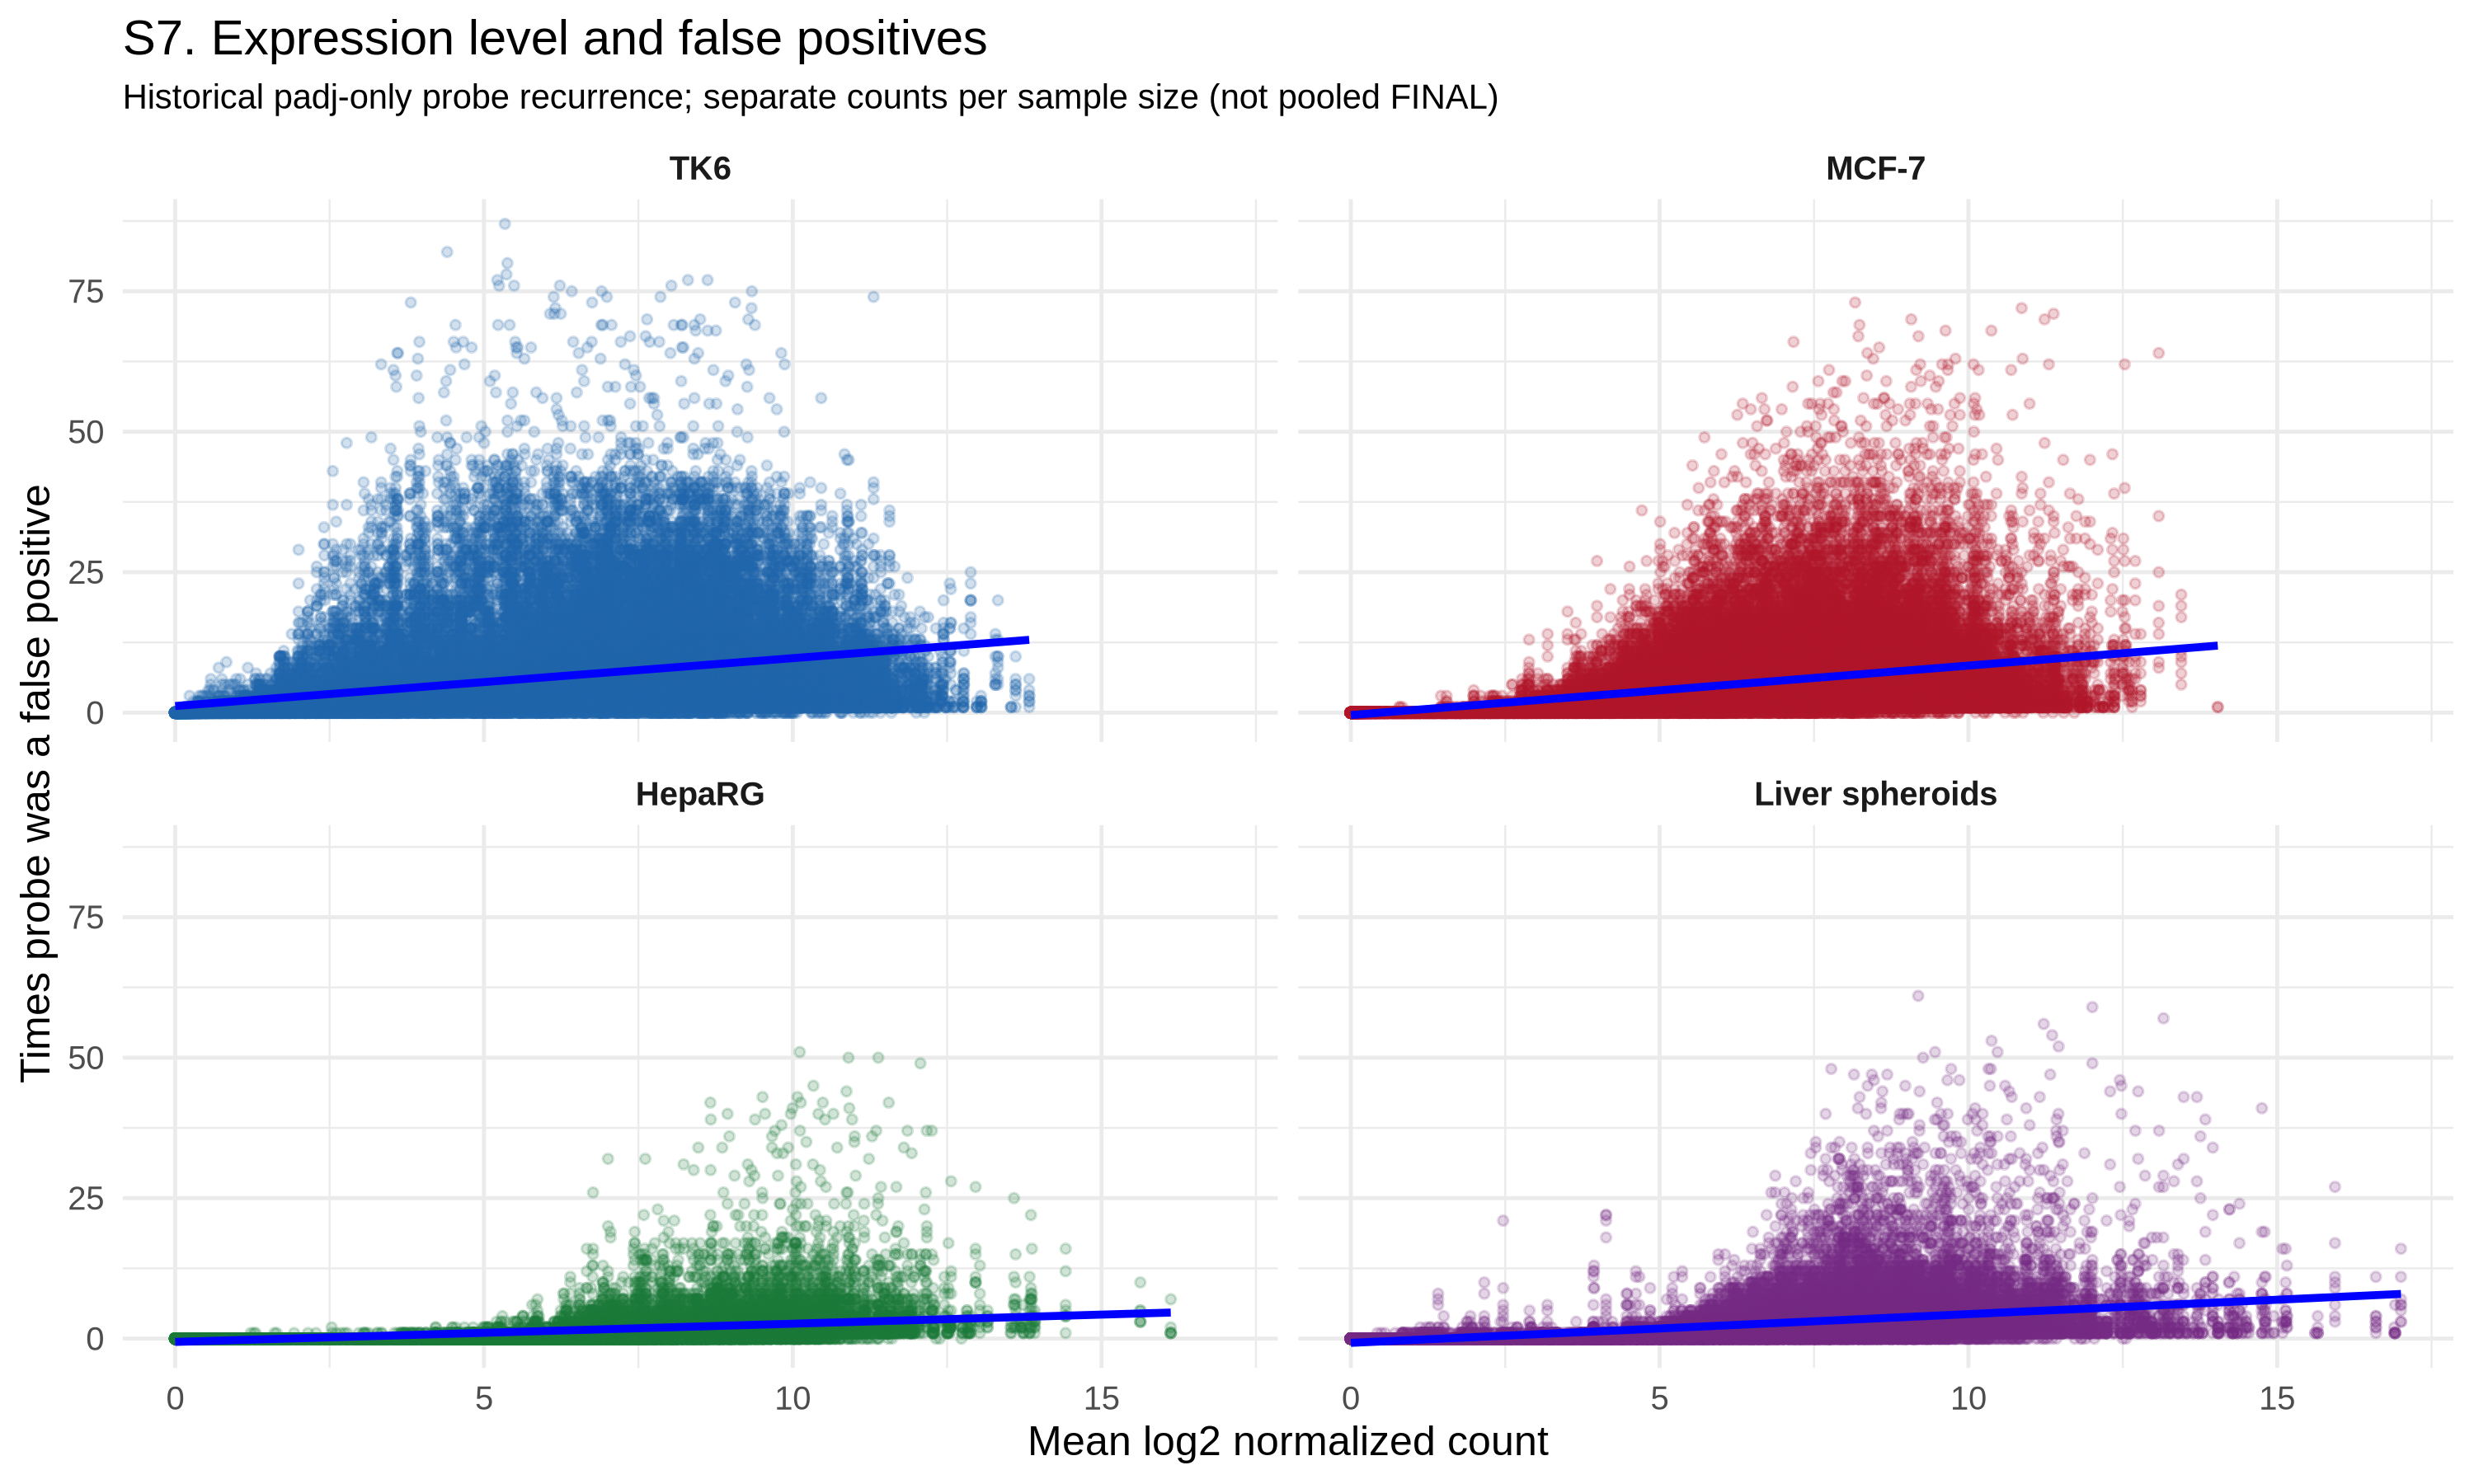 S7. Expression level and false positives
Historical padj-only probe recurrence; separate counts per sample size (not pooled FINAL)
TK6
MCF-7
75
50
25
0
HepaRG
Liver spheroids
75
50
25
0
0 5 10 15
0 5 10 15
Times probe was a false positive
Mean log2 normalized count